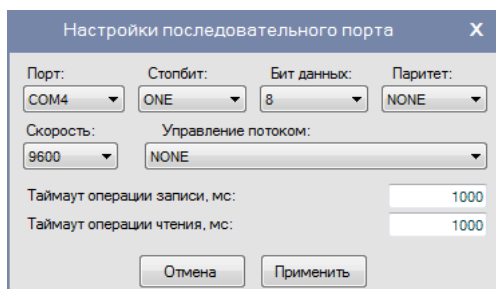 Настройки последовательного порта X
Порт: Стопбит: Бит данных: Паритет:
COM4 ONE 8 NONE
Скорость: Управление потоком:
9600 NONE
Таймаут операции записи, мс: 1000
Таймаут операции чтения, мс: 1000
Отмена Применить